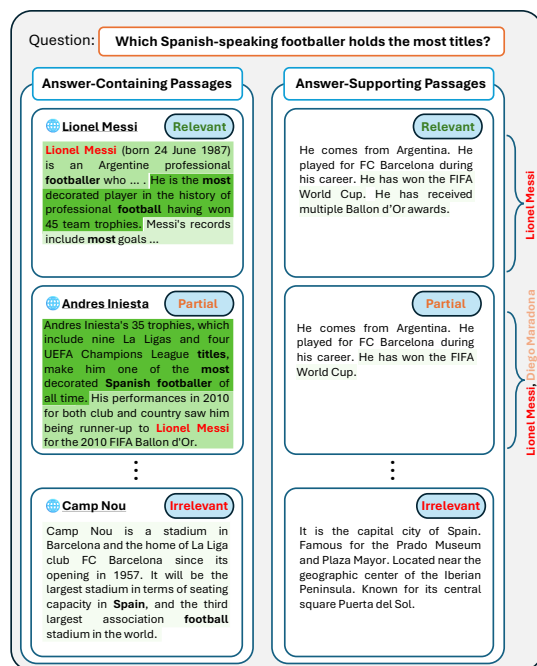 Question: Which Spanish-speaking footballer holds the most titles?
Answer-Containing Passages
Lionel Messi
Relevant
Lionel Messi (born 24 June 1987)
is an Argentine professional
footballer who ... . He is the most
decorated player in the history of
professional football having won
45 team trophies. Messi's records
include most goals ...
Andres Iniesta
Partial
Andres Iniesta's 35 trophies, which
include nine La Ligas and four
UEFA Champions League titles,
make him one of the most
decorated Spanish footballer of
all time. His performances in 2010
for both club and country saw him
being runner-up to Lionel Messi
for the 2010 FIFA Ballon d'Or.
Camp Nou
Irrelevant
Camp Nou is a stadium in
Barcelona and the home of La Liga
club FC Barcelona since its
opening in 1957. It will be the
largest stadium in terms of seating
capacity in Spain, and the third
largest association football
stadium in the world.
Answer-Supporting Passages
Relevant
He comes from Argentina. He
played for FC Barcelona during
his career. He has won the FIFA
World Cup. He has received
multiple Ballon d'Or awards.
Lionel Messi
Partial
He comes from Argentina. He
played for FC Barcelona during
his career. He has won the FIFA
World Cup.
Lionel Messi, Diego Maradona
Irrelevant
It is the capital city of Spain.
Famous for the Prado Museum
and Plaza Mayor. Located near the
geographic center of the Iberian
Peninsula. Known for its central
square Puerta del Sol.